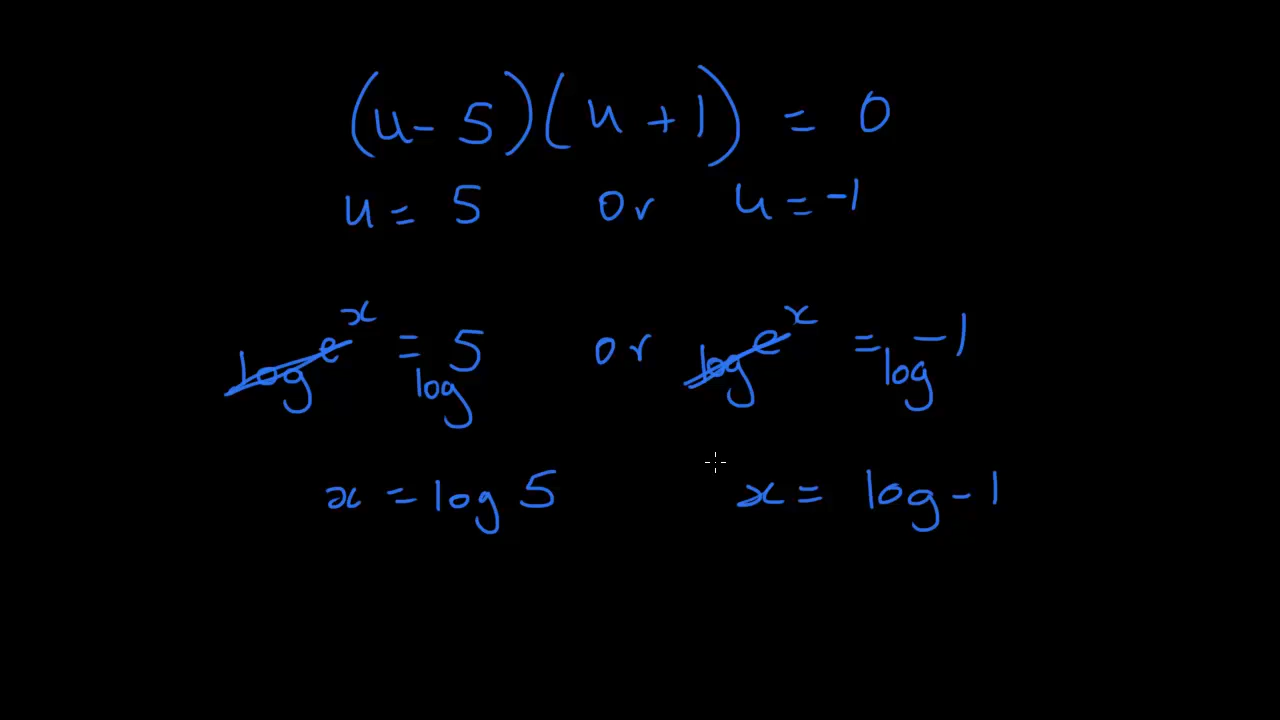 (u - 5)(u + 1) = 0
u = 5 or u = -1
log e^x = log 5 or log e^x = log -1
x = log 5 x = log -1